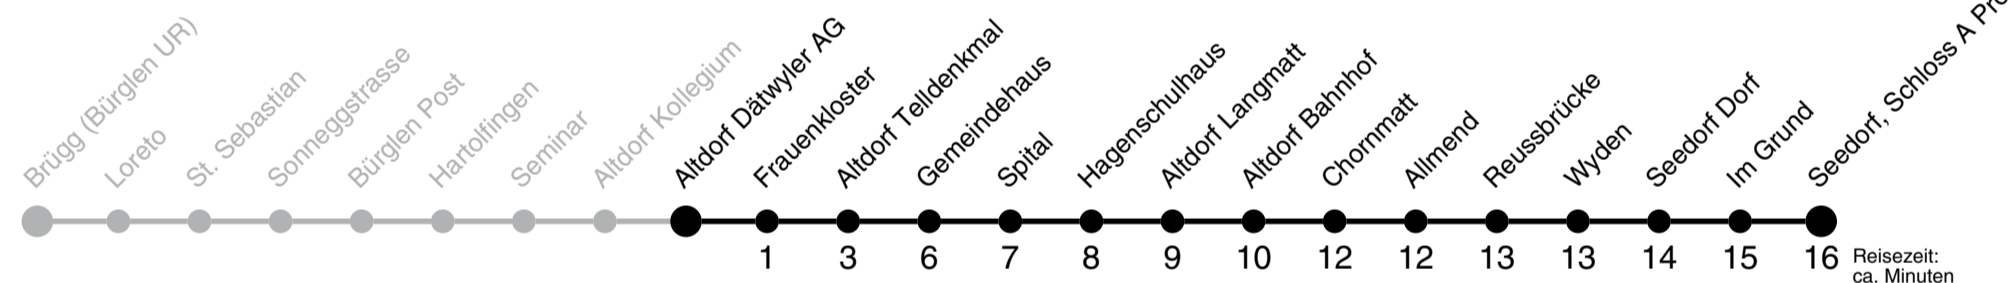 Brügg (Bürglen UR)
Loreto
St. Sebastian
Sonneggstrasse
Bürglen Post
Hartolfingen
Seminar
Altdorf Kollegium
Altdorf Dätwyler AG
Frauenkloster
Altdorf Telldenkmal
Gemeindehaus
Spital
Hagenschulhaus
Altdorf Langmatt
Altdorf Bahnhof
Chornmatt
Allmend
Reussbrücke
Wyden
Seedorf Dorf
Im Grund
Seedorf, Schloss A Pro
1 3 6 7 8 9 10 12 12 13 13 14 15 16
Reisezeit:
ca. Minuten